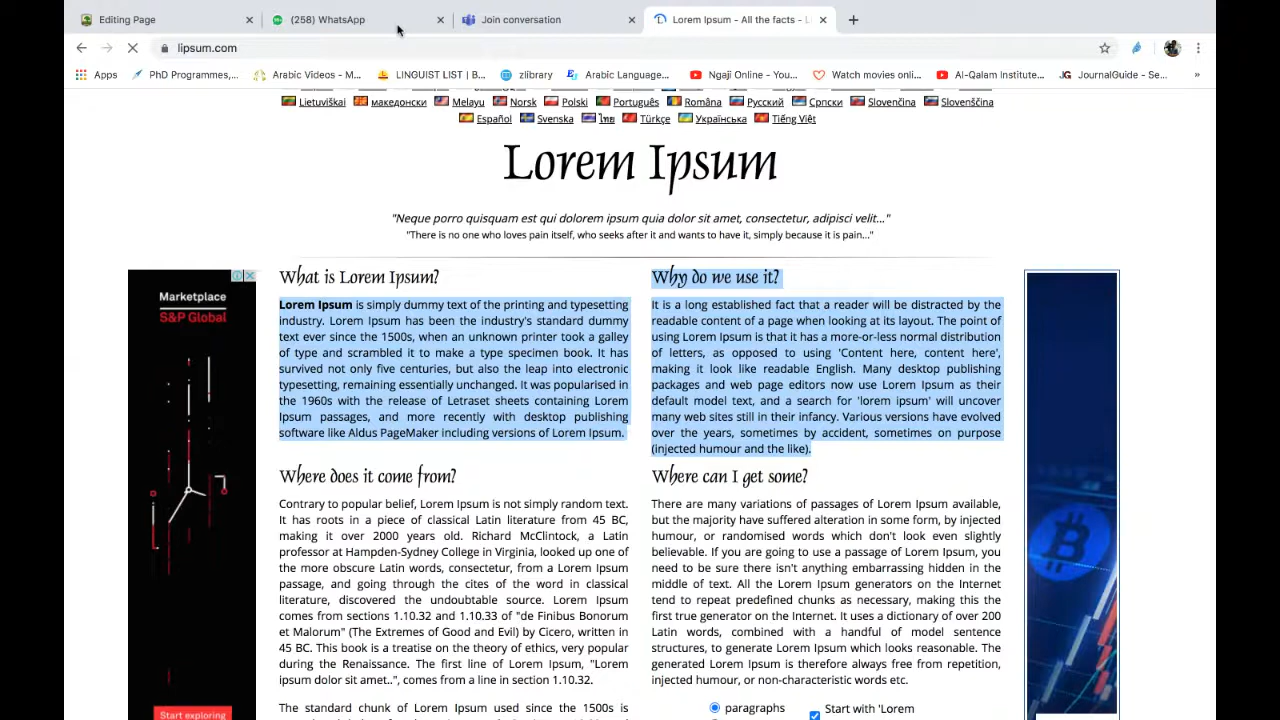 Editing Page
(258) WhatsApp
Join conversation
Lorem Ipsum - All the facts - L
lipsum.com
Apps
PhD Programmes,...
Arabic Videos - M...
LINGUIST LIST | B...
zlibrary
Arabic Language...
Ngaji Online - You...
Watch movies onl...
Al-Qalam Institute...
JG JournalGuide - Se...
»
Lietuviškai македонски Melayu Norsk Polski Português Româna Русский Српски Slovenčina Slovenščina
Español Svenska ไทย Türkçe Українська Tiếng Việt
Lorem Ipsum
"Neque porro quisquam est qui dolorem ipsum quia dolor sit amet, consectetur, adipisci velit..."
"There is no one who loves pain itself, who seeks after it and wants to have it, simply because it is pain..."
Marketplace
S&P Global
Start exploring
What is Lorem Ipsum?
Lorem Ipsum is simply dummy text of the printing and typesetting
industry. Lorem Ipsum has been the industry's standard dummy
text ever since the 1500s, when an unknown printer took a galley
of type and scrambled it to make a type specimen book. It has
survived not only five centuries, but also the leap into electronic
typesetting, remaining essentially unchanged. It was popularised in
the 1960s with the release of Letraset sheets containing Lorem
Ipsum passages, and more recently with desktop publishing
software like Aldus PageMaker including versions of Lorem Ipsum.
Where does it come from?
Contrary to popular belief, Lorem Ipsum is not simply random text.
It has roots in a piece of classical Latin literature from 45 BC,
making it over 2000 years old. Richard McClintock, a Latin
professor at Hampden-Sydney College in Virginia, looked up one of
the more obscure Latin words, consectetur, from a Lorem Ipsum
passage, and going through the cites of the word in classical
literature, discovered the undoubtable source. Lorem Ipsum
comes from sections 1.10.32 and 1.10.33 of "de Finibus Bonorum
et Malorum" (The Extremes of Good and Evil) by Cicero, written in
45 BC. This book is a treatise on the theory of ethics, very popular
during the Renaissance. The first line of Lorem Ipsum, "Lorem
ipsum dolor sit amet..", comes from a line in section 1.10.32.
The standard chunk of Lorem Ipsum used since the 1500s is
Why do we use it?
It is a long established fact that a reader will be distracted by the
readable content of a page when looking at its layout. The point of
using Lorem Ipsum is that it has a more-or-less normal distribution
of letters, as opposed to using 'Content here, content here',
making it look like readable English. Many desktop publishing
packages and web page editors now use Lorem Ipsum as their
default model text, and a search for 'lorem ipsum' will uncover
many web sites still in their infancy. Various versions have evolved
over the years, sometimes by accident, sometimes on purpose
(injected humour and the like).
Where can I get some?
There are many variations of passages of Lorem Ipsum available,
but the majority have suffered alteration in some form, by injected
humour, or randomised words which don't look even slightly
believable. If you are going to use a passage of Lorem Ipsum, you
need to be sure there isn't anything embarrassing hidden in the
middle of text. All the Lorem Ipsum generators on the Internet
tend to repeat predefined chunks as necessary, making this the
first true generator on the Internet. It uses a dictionary of over 200
Latin words, combined with a handful of model sentence
structures, to generate Lorem Ipsum which looks reasonable. The
generated Lorem Ipsum is therefore always free from repetition,
injected humour, or non-characteristic words etc.
paragraphs
Start with 'Lorem